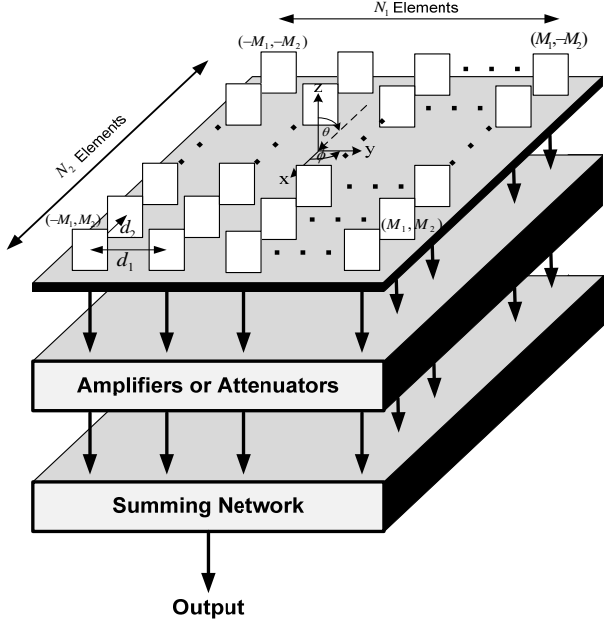 N₁ Elements
(–M₁,–M₂)
(M₁,–M₂)
N₂ Elements
z
θ
y
ϕ
x
(–M₁,M₂)
d₂
(M₁,M₂)
d₁
Amplifiers or Attenuators
Summing Network
Output